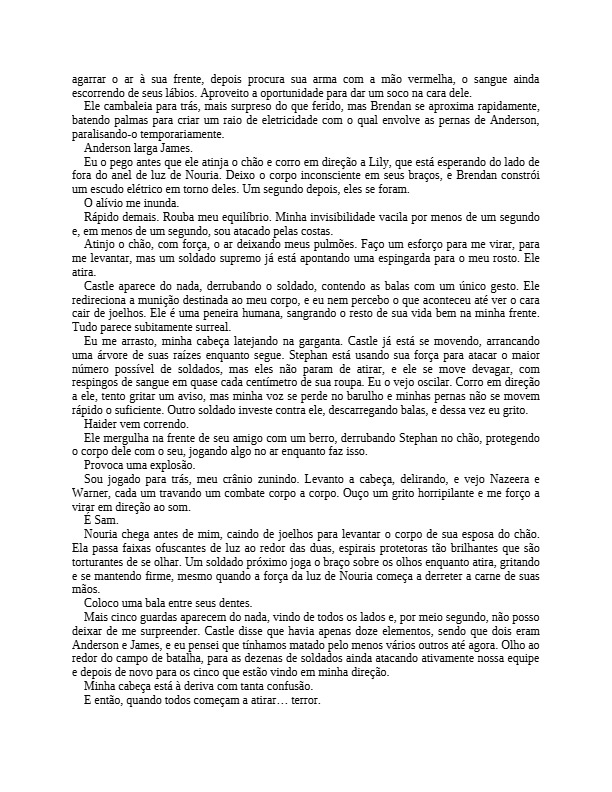 agarrar o ar à sua frente, depois procura sua arma com a mão vermelha, o sangue ainda
escorrendo de seus lábios. Aproveito a oportunidade para dar um soco na cara dele.
Ele cambaleia para trás, mais surpreso do que ferido, mas Brendan se aproxima rapidamente,
batendo palmas para criar um raio de eletricidade com o qual envolve as pernas de Anderson,
paralisando-o temporariamente.
Anderson larga James.
Eu o pego antes que ele atinja o chão e corro em direção a Lily, que está esperando do lado de
fora do anel de luz de Nouria. Deixo o corpo inconsciente em seus braços, e Brendan constrói
um escudo elétrico em torno deles. Um segundo depois, eles se foram.
O alívio me inunda.
Rápido demais. Rouba meu equilíbrio. Minha invisibilidade vacila por menos de um segundo
e, em menos de um segundo, sou atacado pelas costas.
Atinjo o chão, com força, o ar deixando meus pulmões. Faço um esforço para me virar, para
me levantar, mas um soldado supremo já está apontando uma espingarda para o meu rosto. Ele
atira.
Castle aparece do nada, derrubando o soldado, contendo as balas com um único gesto. Ele
redireciona a munição destinada ao meu corpo, e eu nem percebo o que aconteceu até ver o cara
cair de joelhos. Ele é uma peneira humana, sangrando o resto de sua vida bem na minha frente.
Tudo parece subitamente surreal.
Eu me arrasto, minha cabeça latejando na garganta. Castle já está se movendo, arrancando
uma árvore de suas raízes enquanto segue. Stephan está usando sua força para atacar o maior
número possível de soldados, mas eles não param de atirar, e ele se move devagar, com
respingos de sangue em quase cada centímetro de sua roupa. Eu o vejo oscilar. Corro em direção
a ele, tento gritar um aviso, mas minha voz se perde no barulho e minhas pernas não se movem
rápido o suficiente. Outro soldado investe contra ele, descarregando balas, e dessa vez eu grito.
Haider vem correndo.
Ele mergulha na frente de seu amigo com um berro, derrubando Stephan no chão, protegendo
o corpo dele com o seu, jogando algo no ar enquanto faz isso.
Provoca uma explosão.
Sou jogado para trás, meu crânio zunindo. Levanto a cabeça, delirando, e vejo Nazeera e
Warner, cada um travando um combate corpo a corpo. Ouço um grito horripilante e me forço a
virar em direção ao som.
É Sam.
Nouria chega antes de mim, caindo de joelhos para levantar o corpo de sua esposa do chão.
Ela passa faixas ofuscantes de luz ao redor das duas, espirais protetoras tão brilhantes que são
torturantes de se olhar. Um soldado próximo joga o braço sobre os olhos enquanto atira, gritando
e se mantendo firme, mesmo quando a força da luz de Nouria começa a derreter a carne de suas
mãos.
Coloco uma bala entre seus dentes.
Mais cinco guardas aparecem do nada, vindo de todos os lados e, por meio segundo, não posso
deixar de me surpreender. Castle disse que havia apenas doze elementos, sendo que dois eram
Anderson e James, e eu pensei que tínhamos matado pelo menos vários outros até agora. Olho ao
redor do campo de batalha, para as dezenas de soldados ainda atacando ativamente nossa equipe
e depois de novo para os cinco que estão vindo em minha direção.
Minha cabeça está à deriva com tanta confusão.
E então, quando todos começam a atirar… terror.